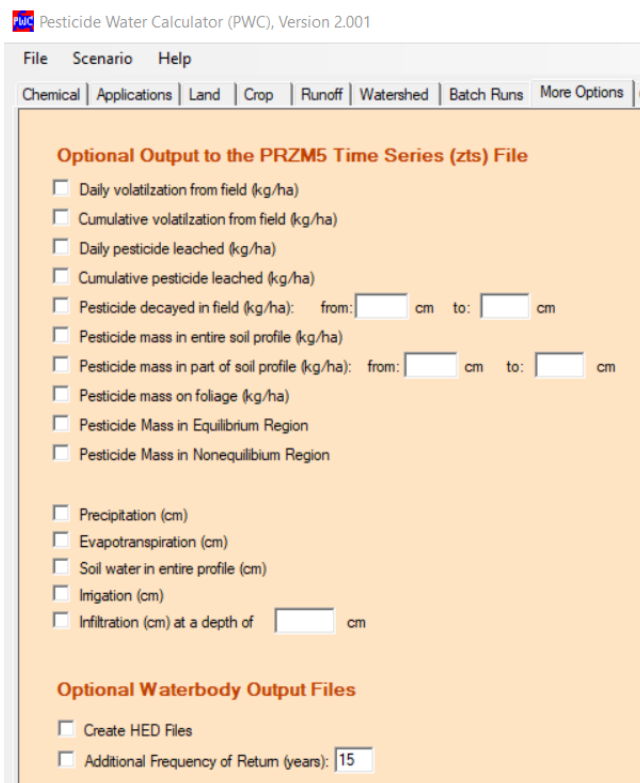 PWC Pesticide Water Calculator (PWC), Version 2.001
File Scenario Help
Chemical Applications Land Crop Runoff Watershed Batch Runs More Options
Optional Output to the PRZM5 Time Series (zts) File
Daily volatilzation from field (kg/ha)
Cumulative volatilzation from field (kg/ha)
Daily pesticide leached (kg/ha)
Cumulative pesticide leached (kg/ha)
Pesticide decayed in field (kg/ha): from: cm to: cm
Pesticide mass in entire soil profile (kg/ha)
Pesticide mass in part of soil profile (kg/ha): from: cm to: cm
Pesticide mass on foliage (kg/ha)
Pesticide Mass in Equilibrium Region
Pesticide Mass in Nonequilibium Region
Precipitation (cm)
Evapotranspiration (cm)
Soil water in entire profile (cm)
Irrigation (cm)
Infiltration (cm) at a depth of cm
Optional Waterbody Output Files
Create HED Files
Additional Frequency of Return (years): 15